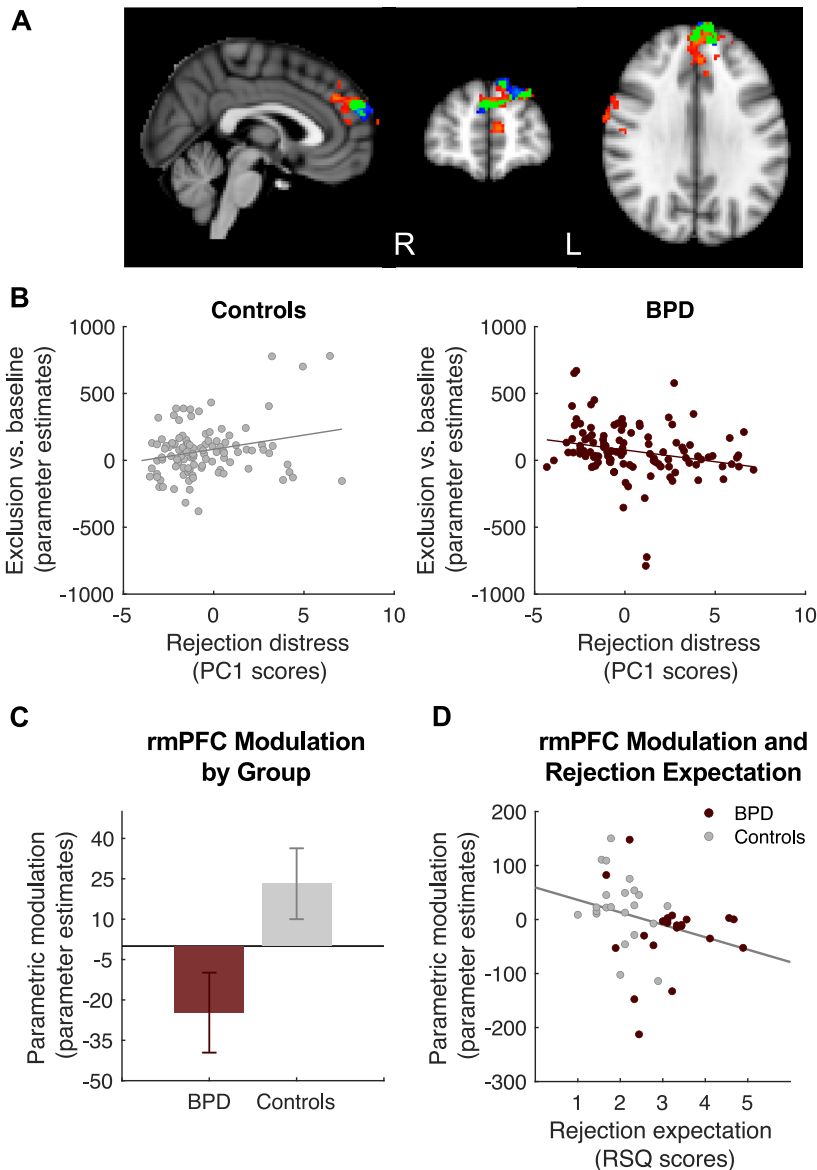 A
R
L
B
Controls
BPD
Exclusion vs. baseline
(parameter estimates)
1000
500
0
-500
-1000
-5
0
5
10
Rejection distress
(PC1 scores)
Exclusion vs. baseline
(parameter estimates)
1000
500
0
-500
-1000
-5
0
5
10
Rejection distress
(PC1 scores)
C
rmPFC Modulation
by Group
Parametric modulation
(parameter estimates)
40
25
10
-5
-20
-35
-50
BPD
Controls
D
rmPFC Modulation and
Rejection Expectation
BPD
Controls
Parametric modulation
(parameter estimates)
200
100
0
-100
-200
-300
1
2
3
4
5
Rejection expectation
(RSQ scores)